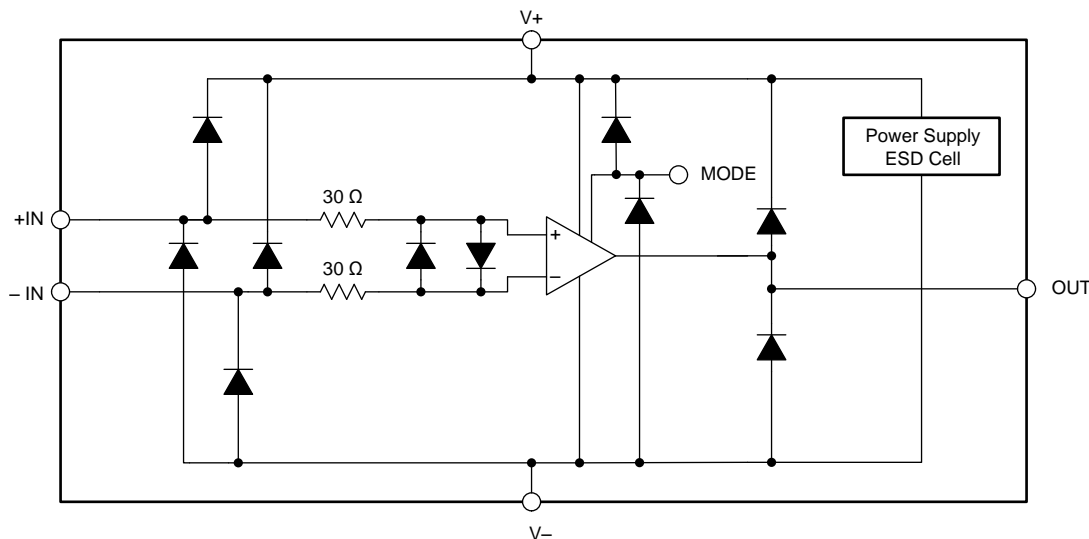 V+
Power Supply
ESD Cell
MODE
30 Ω
+IN
+
30 Ω
–
– IN
OUT
V–